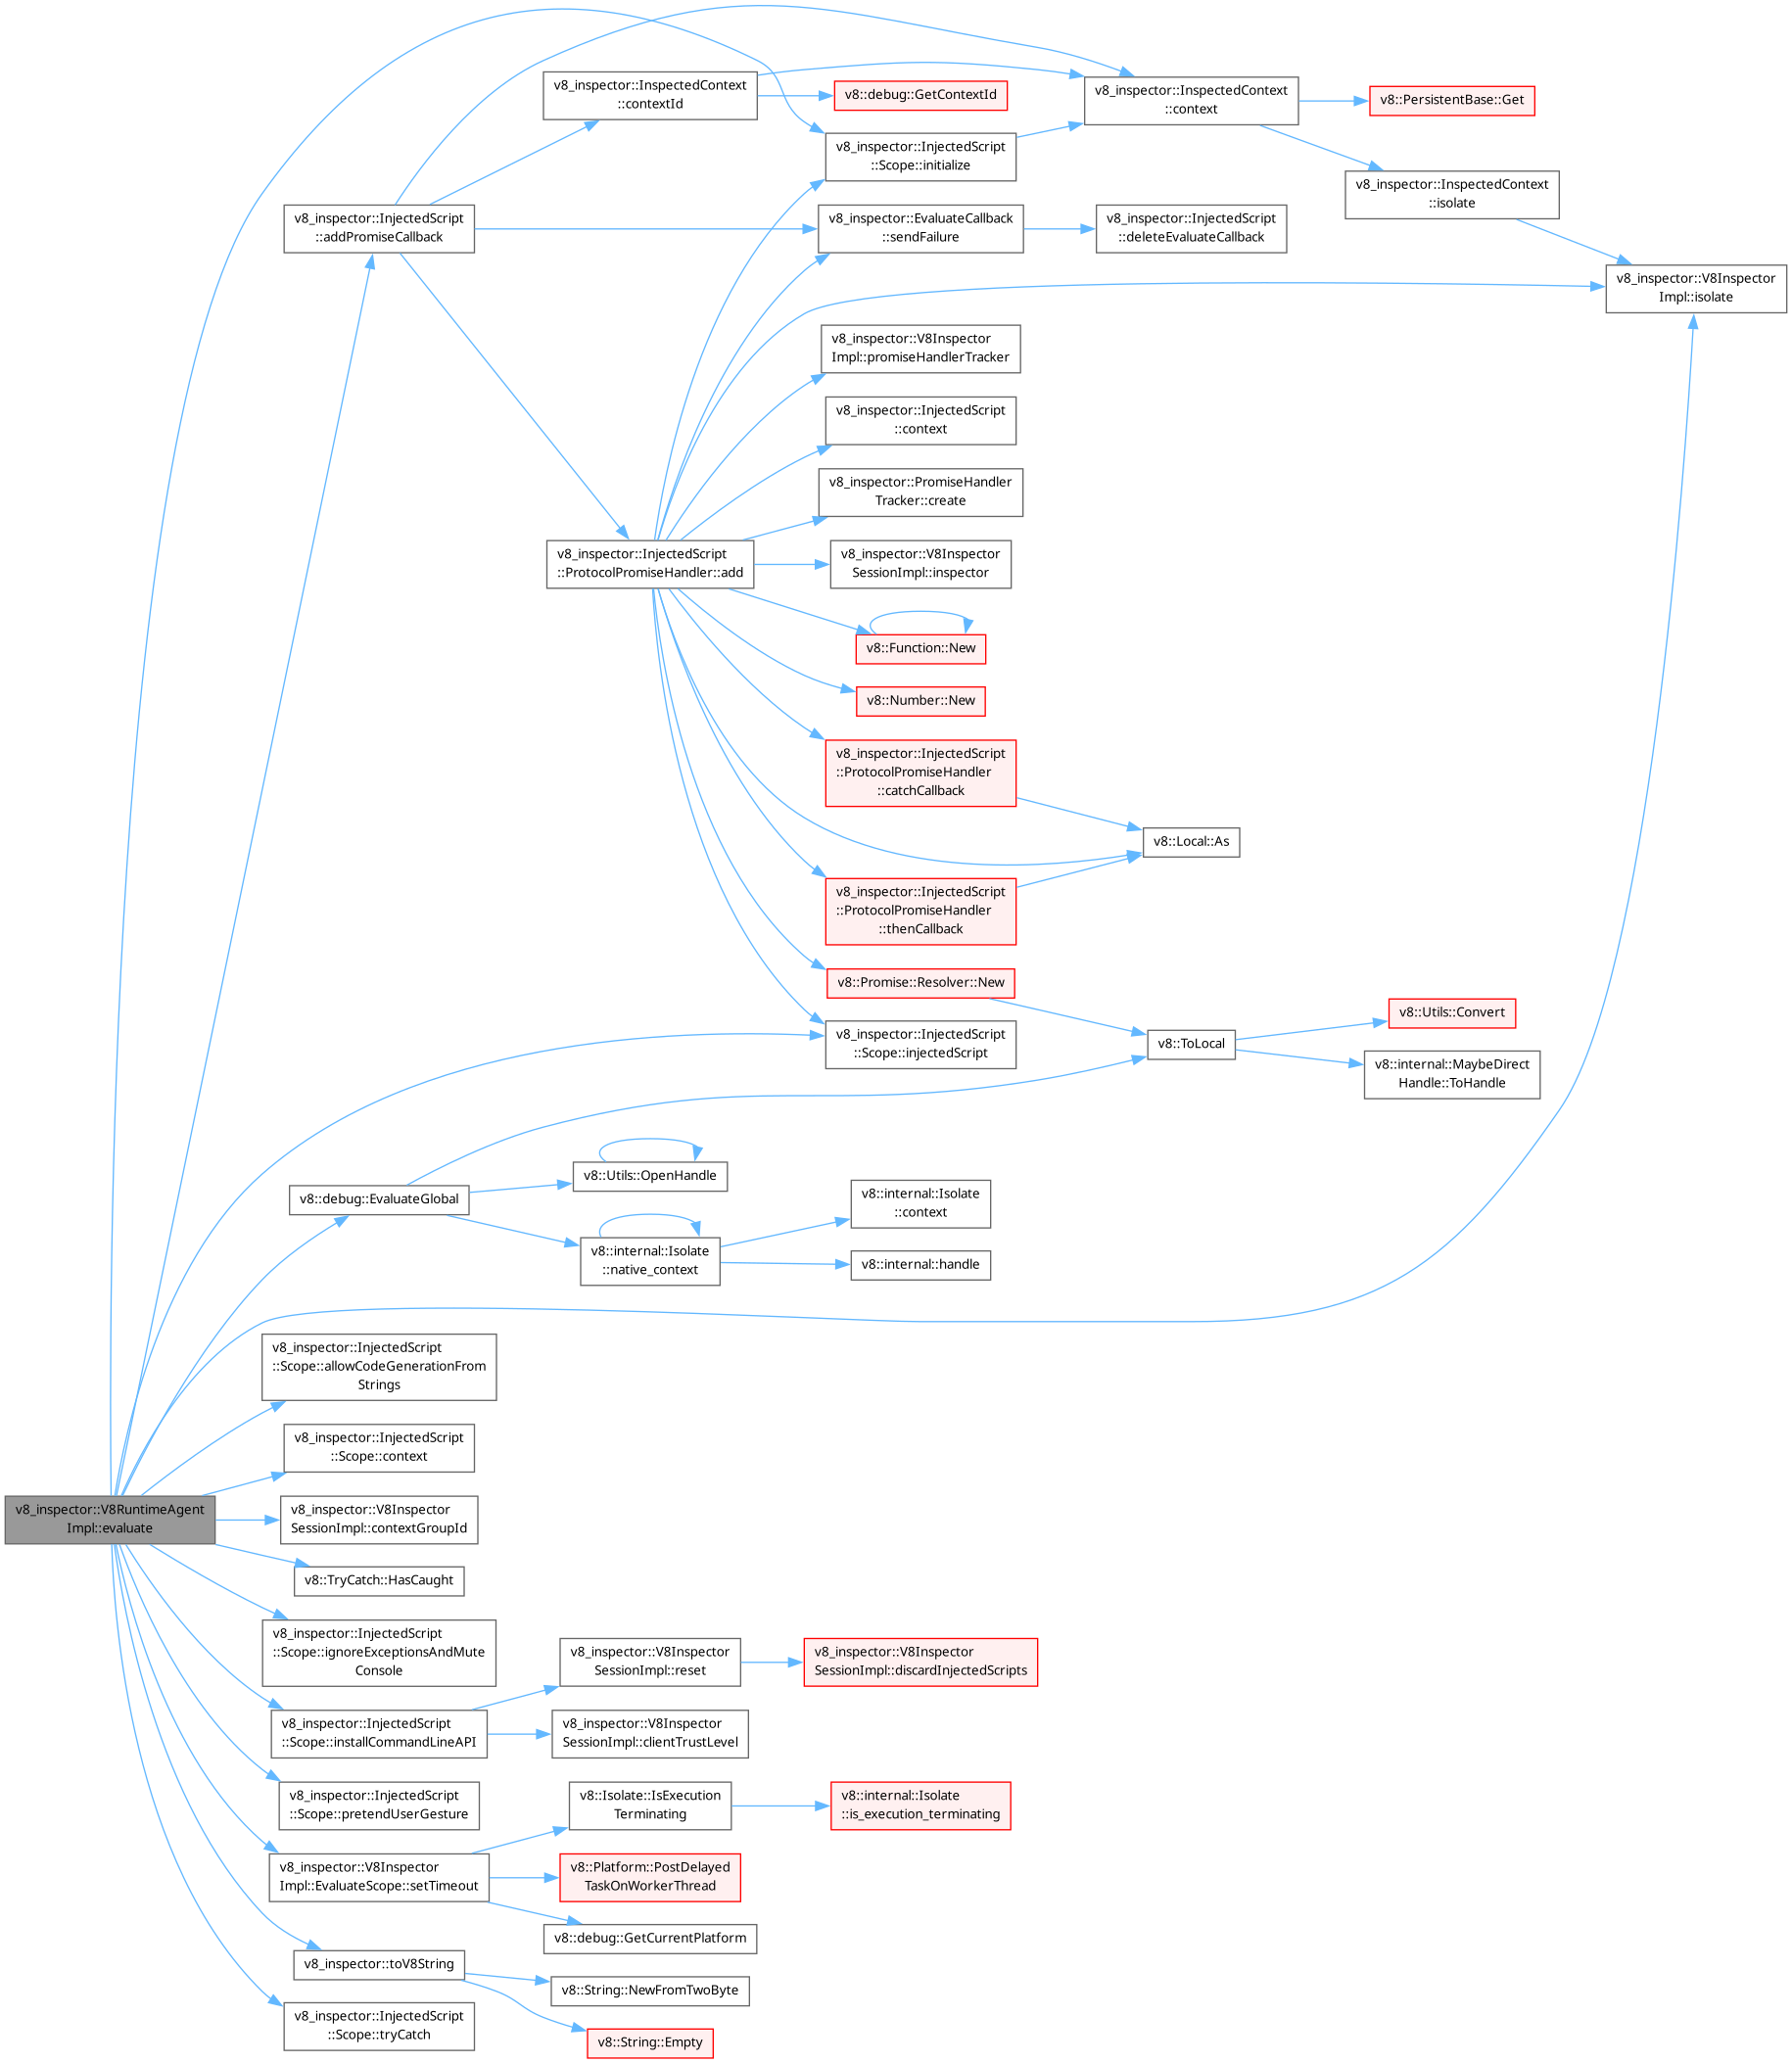 v8_inspector::InspectedContext
::contextId
v8::debug::GetContextId
v8_inspector::InspectedContext
::context
v8::PersistentBase::Get
v8_inspector::InjectedScript
::Scope::initialize
v8_inspector::InspectedContext
::isolate
v8_inspector::InjectedScript
::addPromiseCallback
v8_inspector::EvaluateCallback
::sendFailure
v8_inspector::InjectedScript
::deleteEvaluateCallback
v8_inspector::V8Inspector
Impl::isolate
v8_inspector::V8Inspector
Impl::promiseHandlerTracker
v8_inspector::InjectedScript
::context
v8_inspector::PromiseHandler
Tracker::create
v8_inspector::InjectedScript
::ProtocolPromiseHandler::add
v8_inspector::V8Inspector
SessionImpl::inspector
v8::Function::New
v8::Number::New
v8_inspector::InjectedScript
::ProtocolPromiseHandler
::catchCallback
v8::Local::As
v8_inspector::InjectedScript
::ProtocolPromiseHandler
::thenCallback
v8::Promise::Resolver::New
v8::Utils::Convert
v8_inspector::InjectedScript
::Scope::injectedScript
v8::ToLocal
v8::internal::MaybeDirect
Handle::ToHandle
v8::Utils::OpenHandle
v8::debug::EvaluateGlobal
v8::internal::Isolate
::context
v8::internal::Isolate
::native_context
v8::internal::handle
v8_inspector::InjectedScript
::Scope::allowCodeGenerationFrom
Strings
v8_inspector::InjectedScript
::Scope::context
v8_inspector::V8RuntimeAgent
Impl::evaluate
v8_inspector::V8Inspector
SessionImpl::contextGroupId
v8::TryCatch::HasCaught
v8_inspector::InjectedScript
::Scope::ignoreExceptionsAndMute
Console
v8_inspector::V8Inspector
SessionImpl::reset
v8_inspector::V8Inspector
SessionImpl::discardInjectedScripts
v8_inspector::InjectedScript
::Scope::installCommandLineAPI
v8_inspector::V8Inspector
SessionImpl::clientTrustLevel
v8_inspector::InjectedScript
::Scope::pretendUserGesture
v8::Isolate::IsExecution
Terminating
v8::internal::Isolate
::is_execution_terminating
v8_inspector::V8Inspector
Impl::EvaluateScope::setTimeout
v8::Platform::PostDelayed
TaskOnWorkerThread
v8::debug::GetCurrentPlatform
v8_inspector::toV8String
v8::String::NewFromTwoByte
v8_inspector::InjectedScript
::Scope::tryCatch
v8::String::Empty